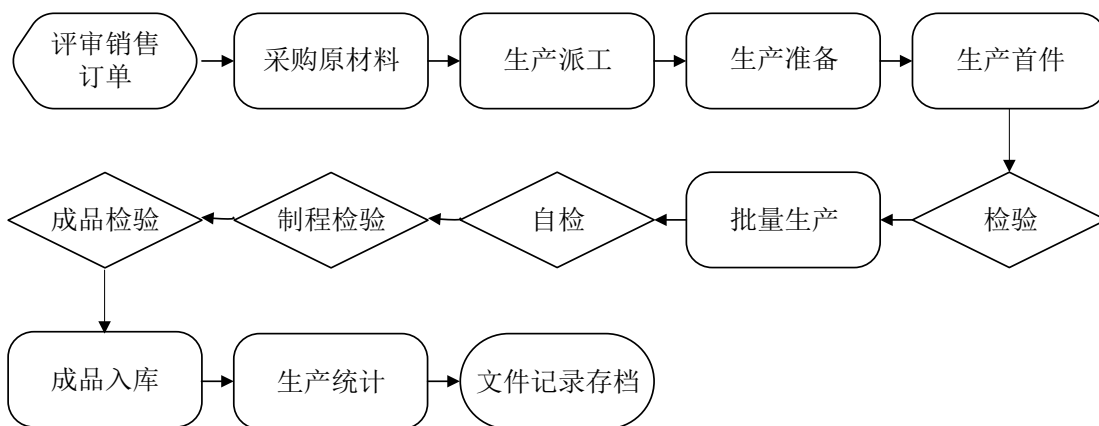 评审销售
订单
采购原材料
生产派工
生产准备
生产首件
成品检验
制程检验
自检
批量生产
检验
成品入库
生产统计
文件记录存档